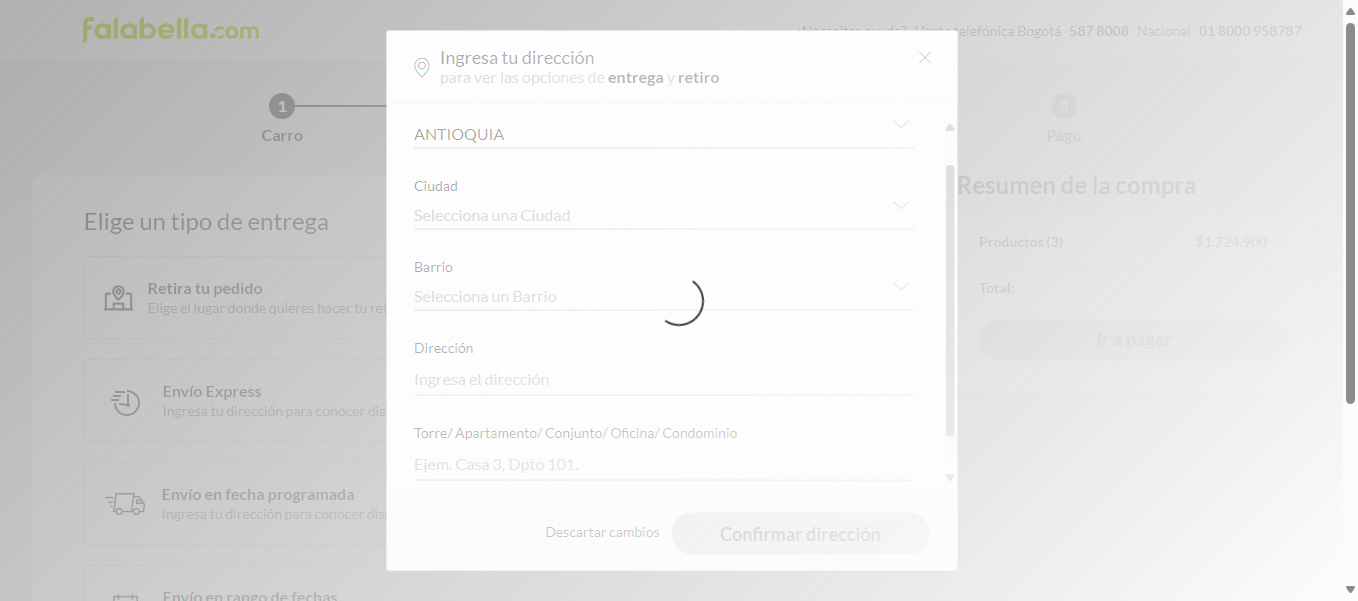 falabella.com
¿Necesitas ayuda? Venta telefónica Bogotá 587 8008 Nacional 01 8000 958787
Ingresa tu dirección
para ver las opciones de entrega y retiro
1
Carro
3
Pago
ANTIOQUIA
Ciudad
Selecciona una Ciudad
Barrio
Selecciona un Barrio
Dirección
Ingresa el dirección
Torre/ Apartamento/ Conjunto/ Oficina/ Condominio
Ejem. Casa 3, Dpto 101.
Descartar cambios
Confirmar dirección
Elige un tipo de entrega
Retira tu pedido
Elige el lugar donde quieres hacer tu
Envío Express
Ingresa tu dirección para conocer
Envío en fecha programada
Ingresa tu dirección para conocer
Envío en rango de fechas
Resumen de la compra
Productos (3) $1.724.900
Total:
Ir a pagar